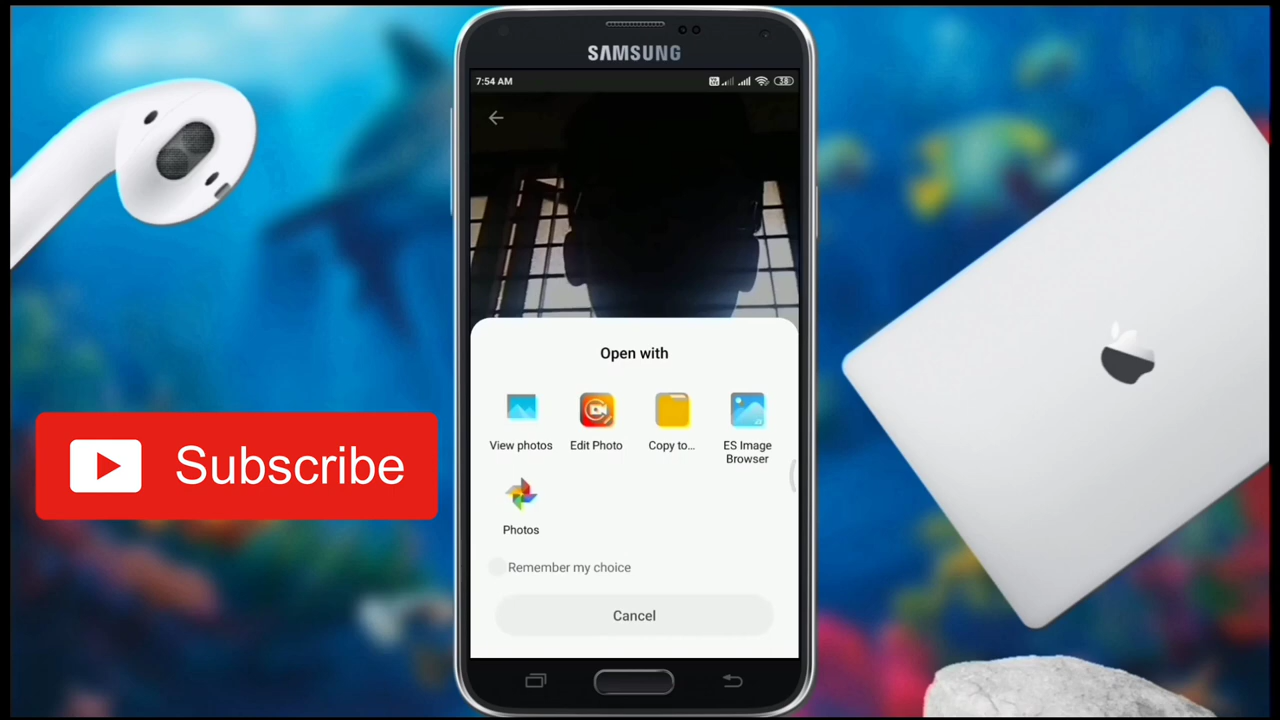 SAMSUNG
7:54 AM
38
Open with
View photos
Edit Photo
Copy to...
ES Image
Browser
Photos
Remember my choice
Cancel
Subscribe